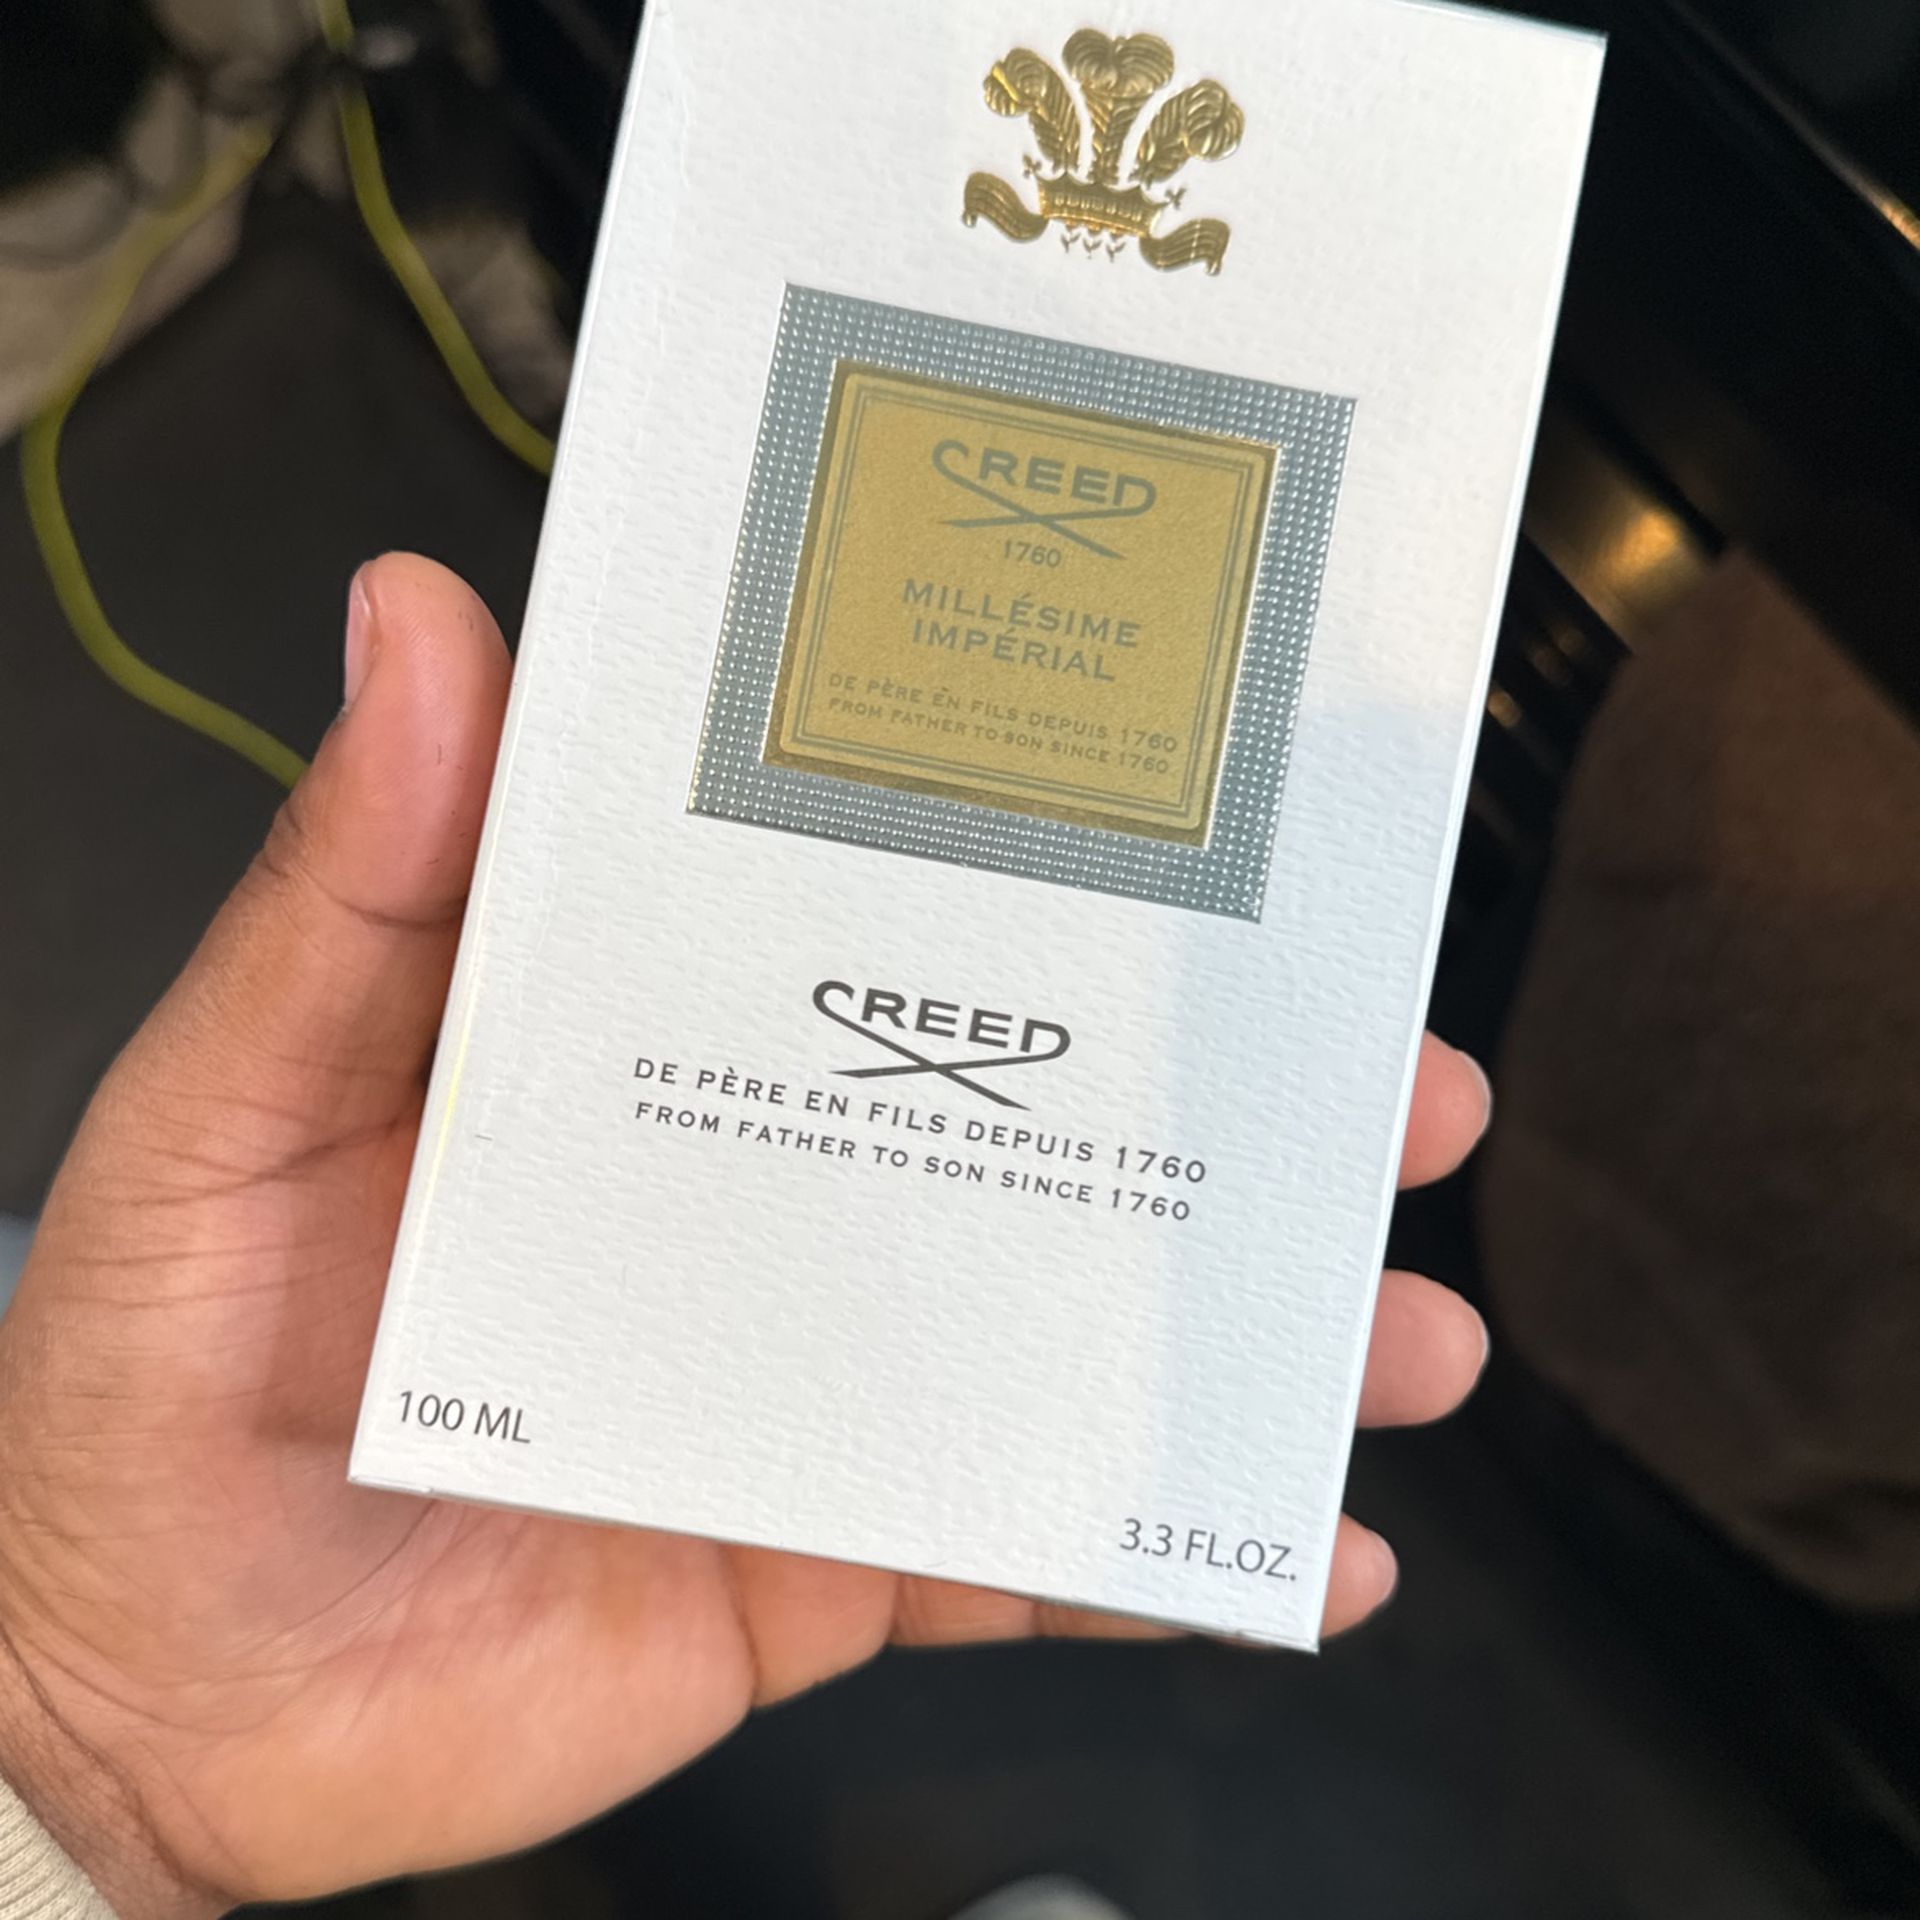 CREED
1760
MILLÉSIME
IMPÉRIAL
DE PÈRE EN FILS DEPUIS 1760
FROM FATHER TO SON SINCE 1760
CREED
DE PÈRE EN FILS DEPUIS 1760
FROM FATHER TO SON SINCE 1760
100 ML
3.3 FL.OZ.